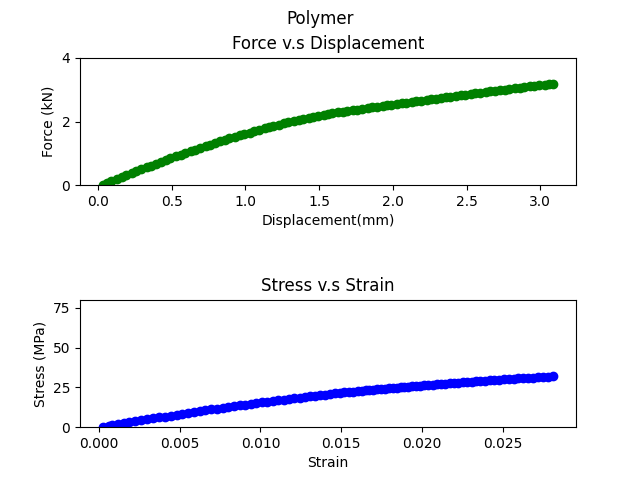 Polymer
Force v.s Displacement
4
2
0
Force (kN)
0.0 0.5 1.0 1.5 2.0 2.5 3.0
Displacement(mm)
Stress v.s Strain
75
50
25
0
Stress (MPa)
0.000 0.005 0.010 0.015 0.020 0.025
Strain